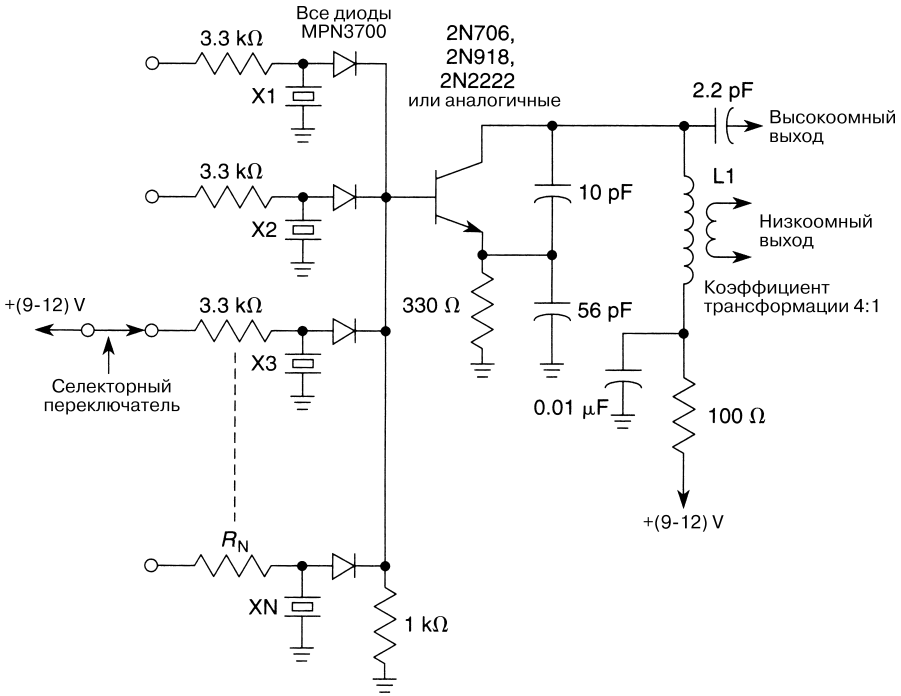 Все диоды
MPN3700
3.3 kΩ
X1
2N706,
2N918,
2N2222
или аналогичные
2.2 pF
Высокоомный
выход
3.3 kΩ
X2
10 pF
L1
Низкоомный
выход
+(9-12) V
3.3 kΩ
X3
330 Ω
56 pF
Коэффициент
трансформации 4:1
Селекторный
переключатель
0.01 μF
100 Ω
+(9-12) V
RN
XN
1 kΩ